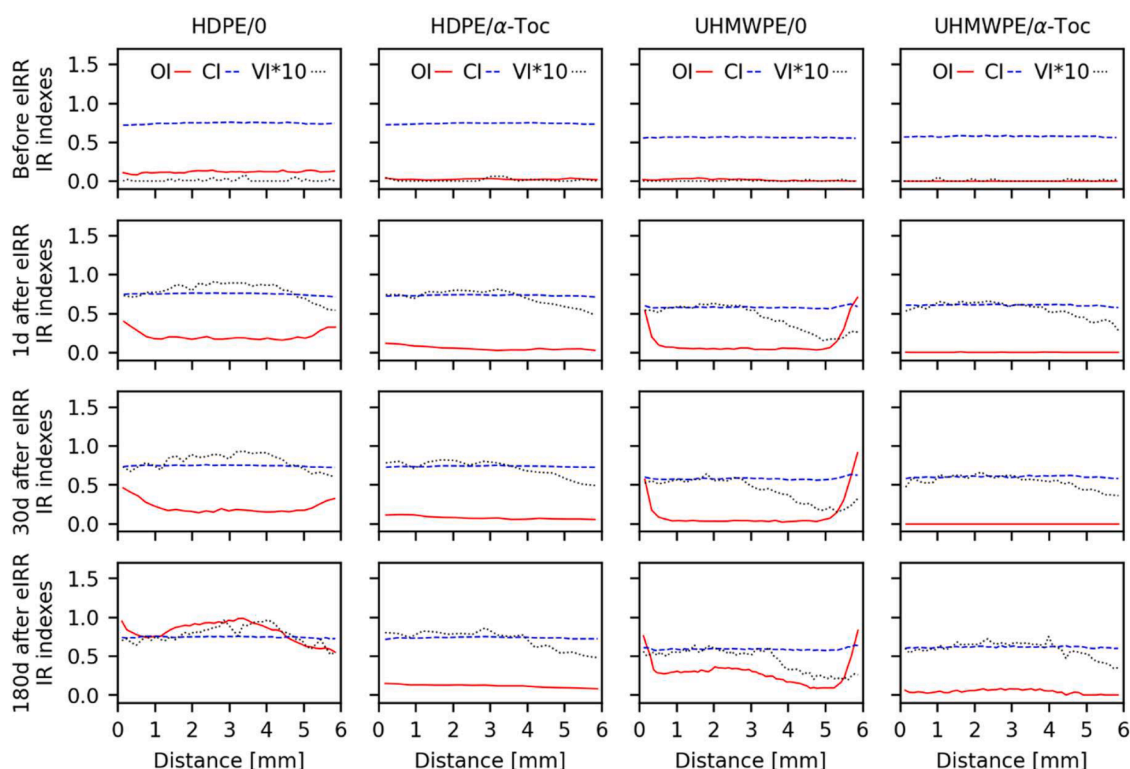 HDPE/0 HDPE/α-Toc UHMWPE/0 UHMWPE/α-Toc
Before eIRR
IR indexes
1.5
1.0
0.5
0.0
OI CI VI*10
OI CI VI*10
OI CI VI*10
OI CI VI*10
1d after eIRR
IR indexes
1.5
1.0
0.5
0.0
30d after eIRR
IR indexes
1.5
1.0
0.5
0.0
180d after eIRR
IR indexes
1.5
1.0
0.5
0.0
0 1 2 3 4 5 6
0 1 2 3 4 5 6
0 1 2 3 4 5 6
0 1 2 3 4 5 6
Distance [mm] Distance [mm] Distance [mm] Distance [mm]